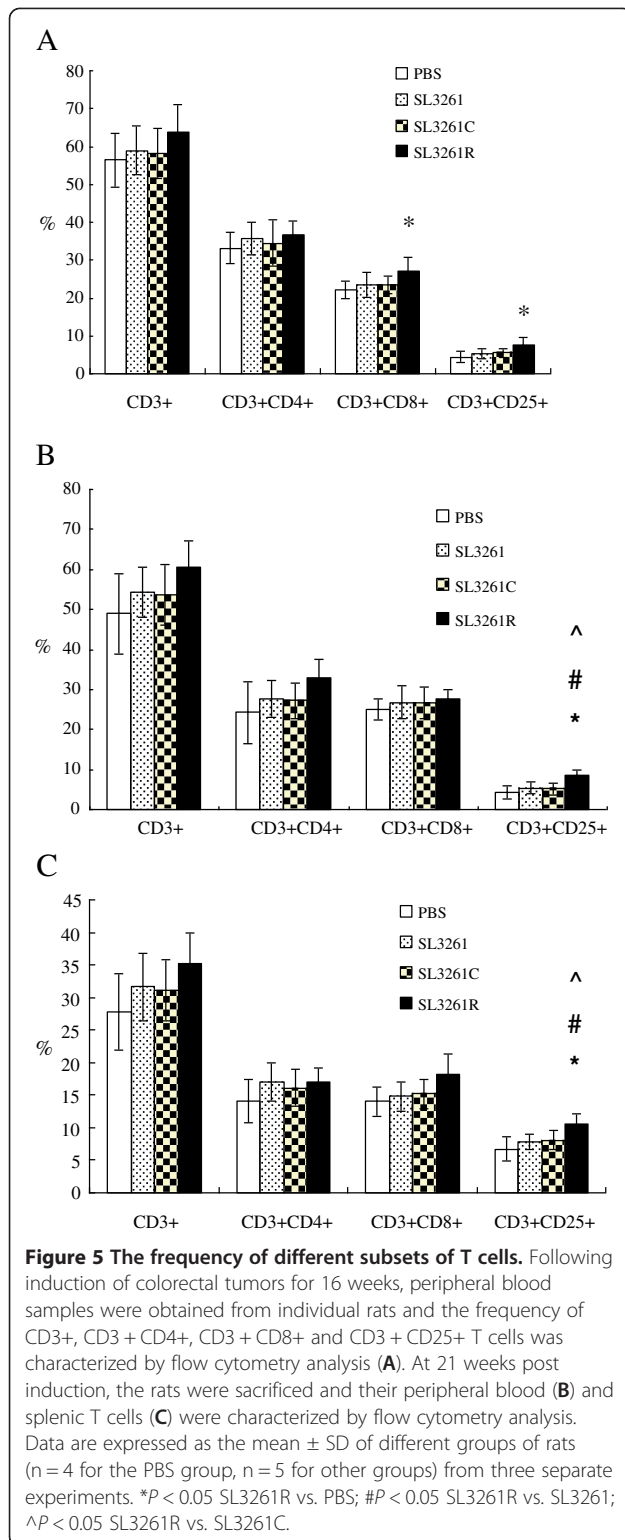 A
80
70
60
50
%
40
30
20
10
0
PBS
SL3261
SL3261C
SL3261R
*
*
CD3+ CD3+CD4+ CD3+CD8+ CD3+CD25+
B
80
70
60
50
%
40
30
20
10
0
PBS
SL3261
SL3261C
SL3261R
^
#
*
CD3+ CD3+CD4+ CD3+CD8+ CD3+CD25+
C
45
40
35
30
25
%
20
15
10
5
0
PBS
SL3261
SL3261C
SL3261R
^
#
*
CD3+ CD3+CD4+ CD3+CD8+ CD3+CD25+
Figure 5 The frequency of different subsets of T cells. Following
induction of colorectal tumors for 16 weeks, peripheral blood
samples were obtained from individual rats and the frequency of
CD3+, CD3 + CD4+, CD3 + CD8+ and CD3 + CD25+ T cells was
characterized by flow cytometry analysis (A). At 21 weeks post
induction, the rats were sacrificed and their peripheral blood (B) and
splenic T cells (C) were characterized by flow cytometry analysis.
Data are expressed as the mean ± SD of different groups of rats
(n = 4 for the PBS group, n = 5 for other groups) from three separate
experiments. *P < 0.05 SL3261R vs. PBS; #P < 0.05 SL3261R vs. SL3261;
^P < 0.05 SL3261R vs. SL3261C.